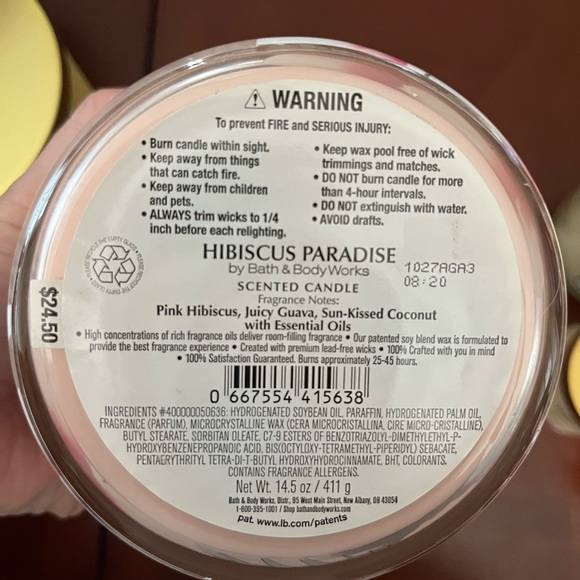 ⚠ WARNING
To prevent FIRE and SERIOUS INJURY:
• Burn candle within sight.
• Keep away from things
that can catch fire.
• Keep away from children
and pets.
• ALWAYS trim wicks to 1/4
inch before each relighting.
• Keep wax pool free of wick
trimmings and matches.
• DO NOT burn candle for more
than 4-hour intervals.
• DO NOT extinguish with water.
• AVOID drafts.
HIBISCUS PARADISE
by Bath & Body Works
1027AGA3
08:20
SCENTED CANDLE
Fragrance Notes:
Pink Hibiscus, Juicy Guava, Sun-Kissed Coconut
with Essential Oils
$24.50
• PLEASE RECYCLE THE EMPTY GLASS • PLEASE RECYCLE THE EMPTY GLASS
• High concentrations of rich fragrance oils deliver room-filling fragrance • Our patented soy blend wax is formulated to
provide the best fragrance experience • Created with premium lead-free wicks • 100% Crafted with you in mind
• 100% Satisfaction Guaranteed. Burns approximately 25-45 hours.
0 667554 415638
INGREDIENTS #400000050636: HYDROGENATED SOYBEAN OIL, PARAFFIN, HYDROGENATED PALM OIL,
FRAGRANCE (PARFUM), MICROCRYSTALLINE WAX (CERA MICROCRISTALLINA, CIRE MICRO-CRISTALLINE),
BUTYL STEARATE, SORBITAN OLEATE, C7-9 ESTERS OF BENZOTRIAZOLYL-DIMETHYLETHYL-P-
HYDROXYBENZENEPROPANOIC ACID, BIS(OCTYLOXY-TETRAMETHYL-PIPERIDYL) SEBACATE,
PENTAERYTHRITYL TETRA-DI-T-BUTYL HYDROXYHYDROCINNAMATE, BHT, COLORANTS.
CONTAINS FRAGRANCE ALLERGENS.
Net Wt. 14.5 oz / 411 g
Bath & Body Works, Distr., 95 West Main Street, New Albany, OH 43054
1-800-395-1001 / Shop bathandbodyworks.com
pat. www.lb.com/patents